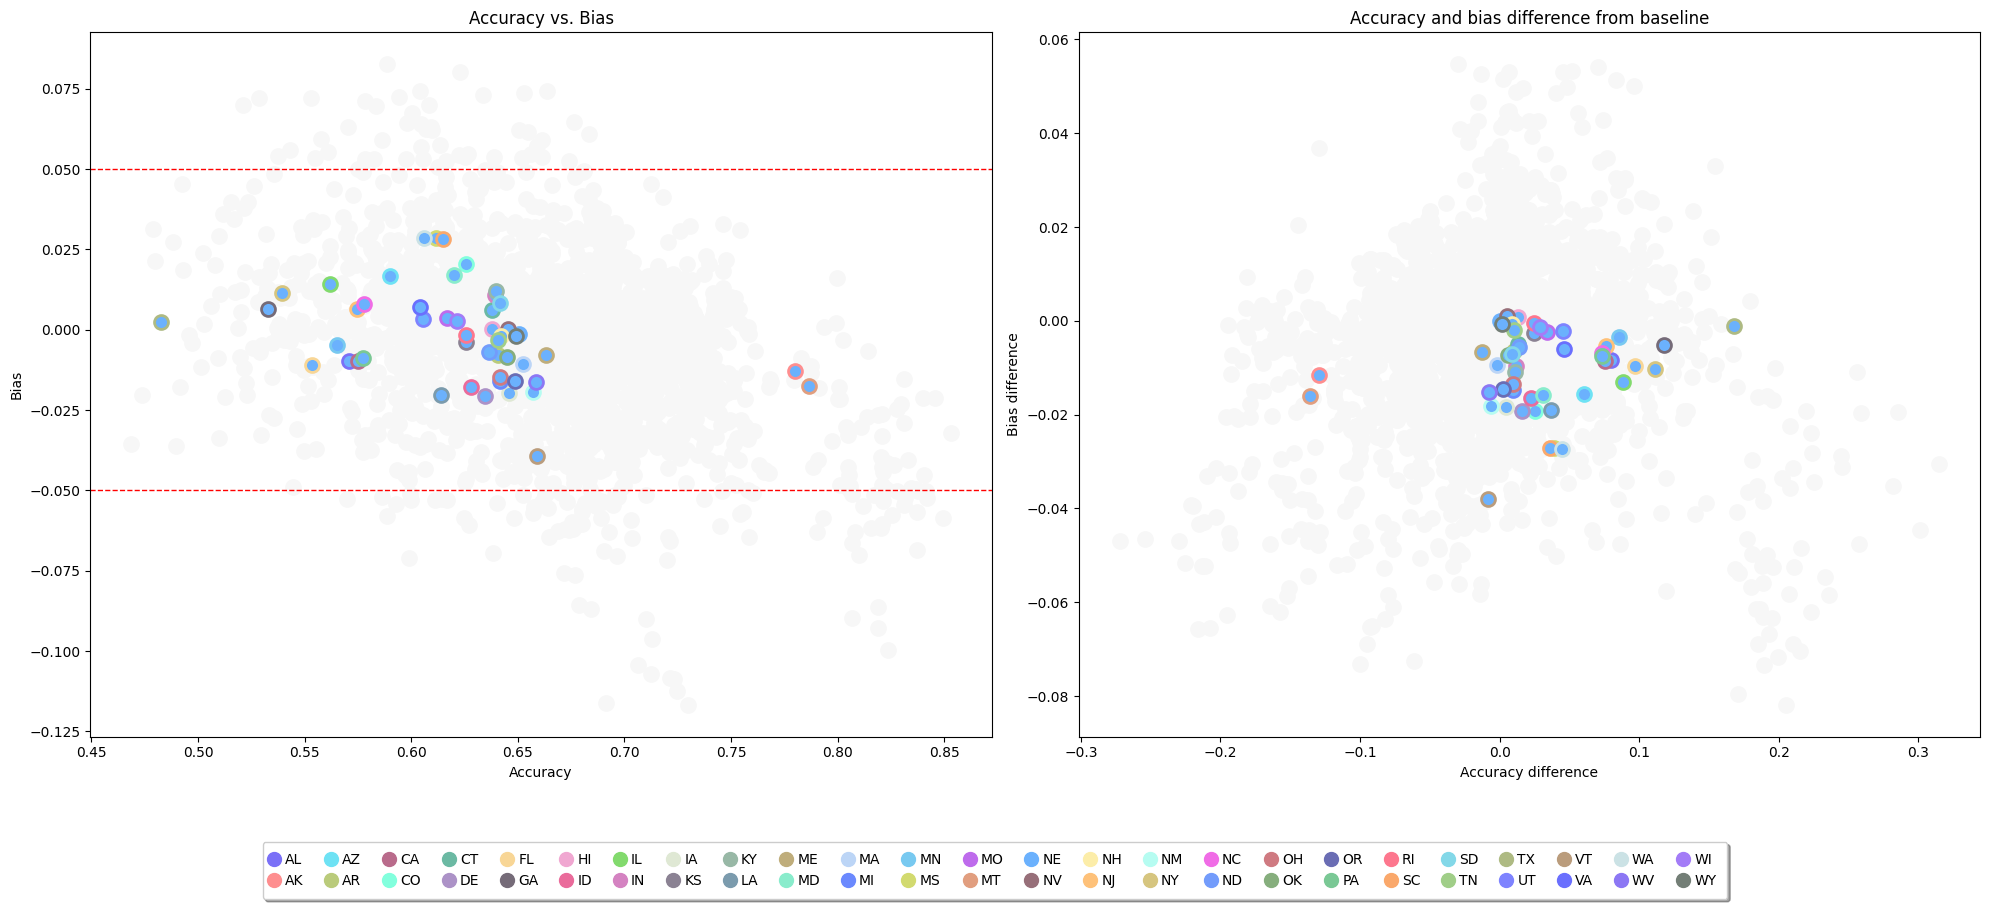 Accuracy vs. Bias
0.075
0.050
0.025
0.000
−0.025
−0.050
−0.075
−0.100
−0.125
Bias
0.45 0.50 0.55 0.60 0.65 0.70 0.75 0.80 0.85
Accuracy
Accuracy and bias difference from baseline
0.06
0.04
0.02
0.00
−0.02
−0.04
−0.06
−0.08
Bias difference
−0.3 −0.2 −0.1 0.0 0.1 0.2 0.3
Accuracy difference
AL AZ CA CT FL HI IL IA KY ME MA MN MO NE NH NM NC OH OR RI SD TX VT WA WI
AK AR CO DE GA ID IN KS LA MD MI MS MT NV NJ NY ND OK PA SC TN UT VA WV WY